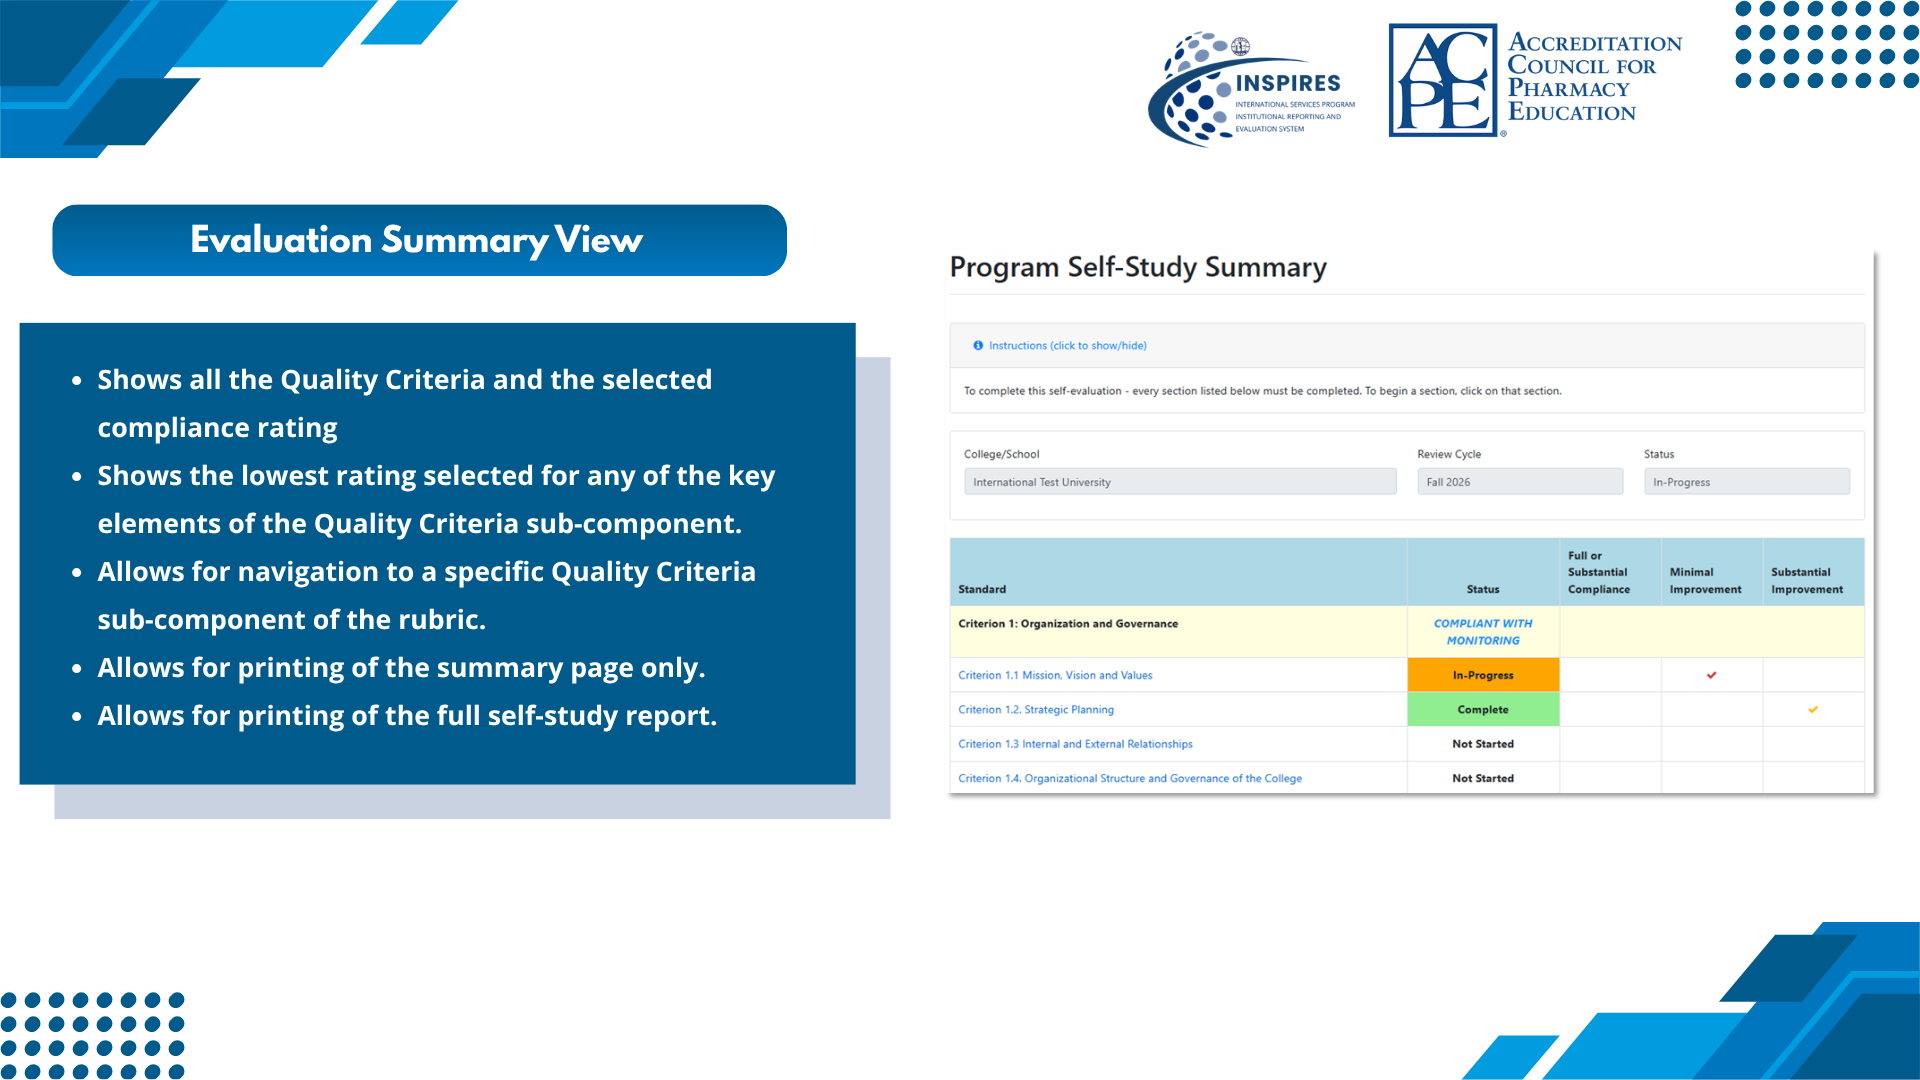 INSPIRES
INTERNATIONAL SERVICES PROGRAM
INSTITUTIONAL REPORTING AND
EVALUATION SYSTEM
AC
PE
®
ACCREDITATION
COUNCIL FOR
PHARMACY
EDUCATION
Evaluation Summary View
• Shows all the Quality Criteria and the selected
compliance rating
• Shows the lowest rating selected for any of the key
elements of the Quality Criteria sub-component.
• Allows for navigation to a specific Quality Criteria
sub-component of the rubric.
• Allows for printing of the summary page only.
• Allows for printing of the full self-study report.
Program Self-Study Summary
Instructions (click to show/hide)
To complete this self-evaluation - every section listed below must be completed. To begin a section, click on that section.
College/School Review Cycle Status
International Test University Fall 2026 In-Progress
Full or
Substantial Minimal Substantial
Standard Status Compliance Improvement Improvement
Criterion 1: Organization and Governance COMPLIANT WITH
MONITORING
Criterion 1.1 Mission, Vision and Values In-Progress ✓
Criterion 1.2. Strategic Planning Complete ✓
Criterion 1.3 Internal and External Relationships Not Started
Criterion 1.4. Organizational Structure and Governance of the College Not Started